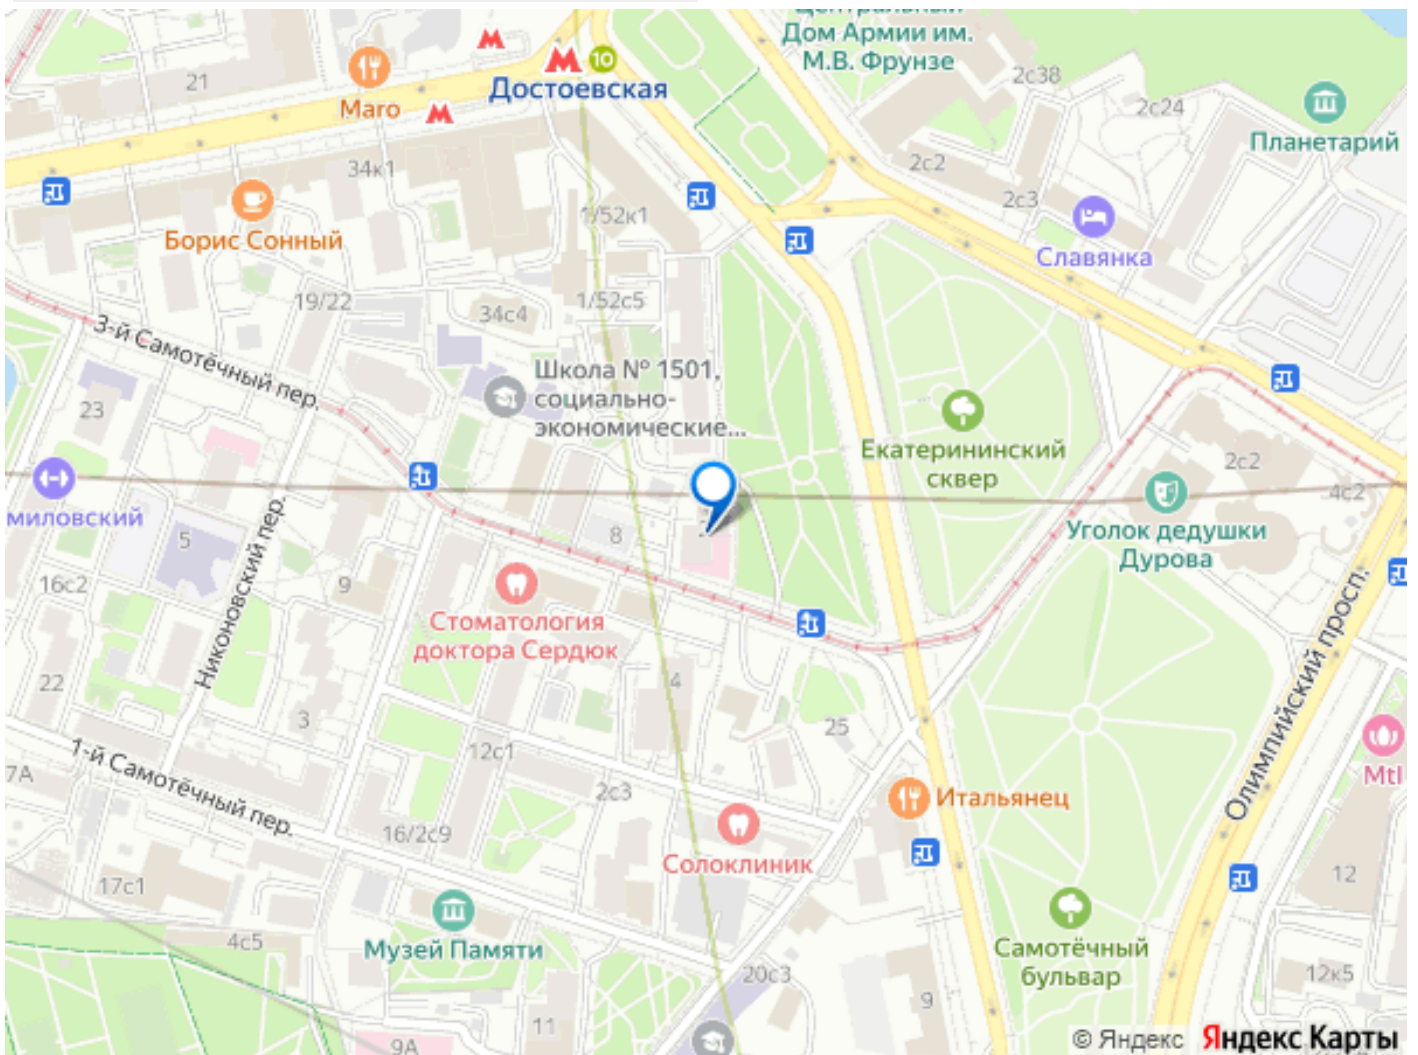 Центральный
Дом Армии им.
М.В. Фрунзе
2с38
21
10
Достоевская
Маго
2с24
Планетарий
34к1
2с2
2с3
1/52к1
Борис Сонный
Славянка
19/22
1/52с5
34с4
3-й Самотёчный пер.
Школа № 1501,
социально-
экономические...
23
Екатерининский
сквер
2с2
4с2
миловский
Никоновский пер.
5
8
Уголок дедушки
Дурова
16с2
9
Стоматология
доктора Сердюк
Олимпийский просп.
22
4
3
25
12с1
1-й Самотёчный пер.
7А
Mtl
2с3
Итальянец
16/2с9
Солоклиник
17с1
12
Музей Памяти
4с5
Самотёчный
бульвар
20с3
12к5
9
11
9А
© Яндекс Яндекс Карты